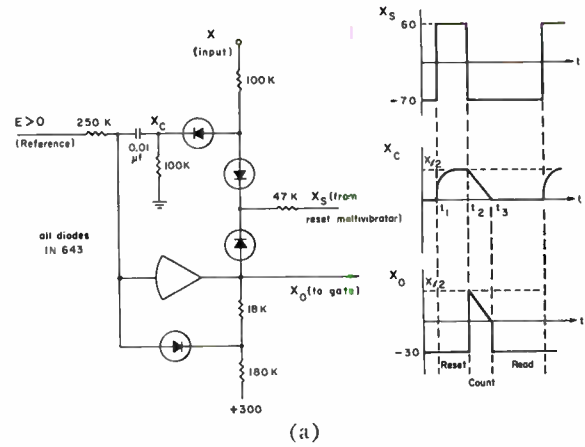 X
(input)
100K
E>0
(Reference)
250 K
X_C
0.01
μf
100K
47 K
X_S (from
reset multivibrator)
all diodes
IN 643
X_O (to gate)
18K
180K
+300
X_S
60
t
-70
X_C
X/2
t
t_1
t_2
t_3
X_O
X/2
t
-30
Reset
Count
Read
(a)